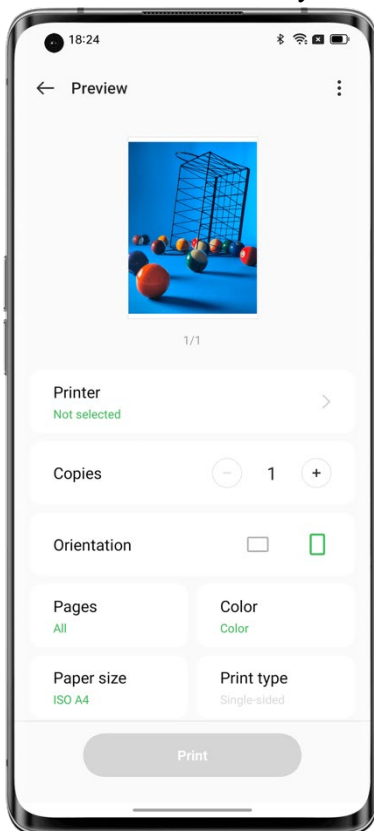 18:24
Preview
1/1
Printer
Not selected
Copies
1
Orientation
Pages
All
Color
Color
Paper size
ISO A4
Print type
Single-sided
Print